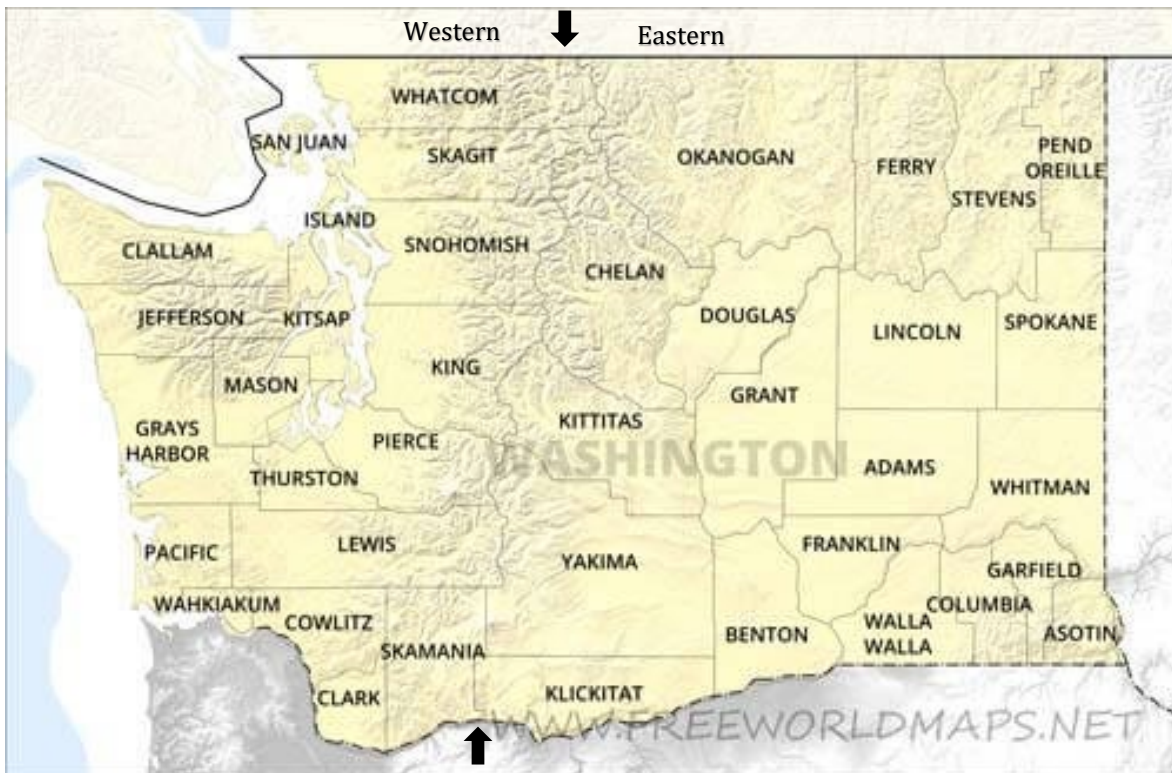 Western Eastern
WHATCOM
SAN JUAN
SKAGIT
OKANOGAN
FERRY
PEND
OREILLE
STEVENS
ISLAND
CLALLAM
SNOHOMISH
CHELAN
JEFFERSON
KITSAP
DOUGLAS
LINCOLN
SPOKANE
KING
MASON
GRANT
KITTITAS
GRAYS
HARBOR
PIERCE
WASHINGTON
THURSTON
ADAMS
WHITMAN
PACIFIC
LEWIS
YAKIMA
FRANKLIN
GARFIELD
WAHKIAKUM
COWLITZ
COLUMBIA
WALLA
WALLA
BENTON
ASOTIN
SKAMANIA
CLARK
KLICKITAT
WWW.FREEWORLDMAPS.NET